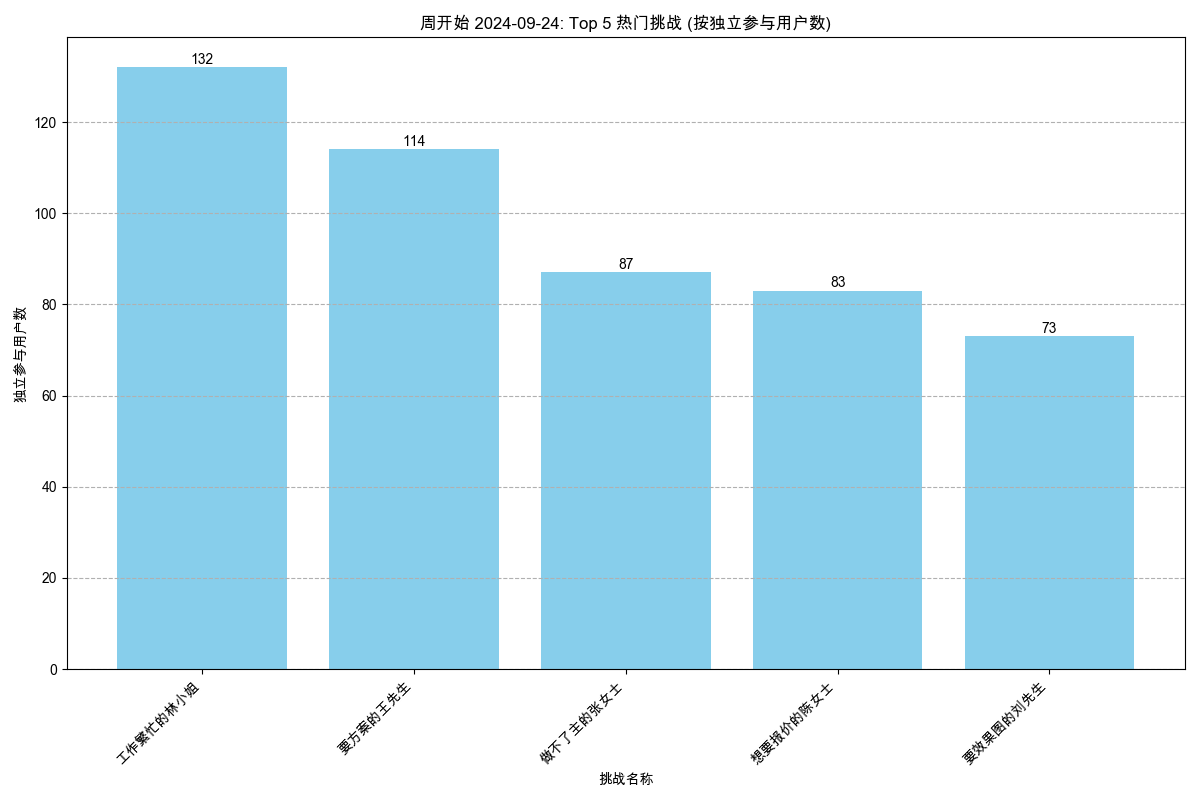 周开始 2024-09-24: Top 5 热门挑战 (按独立参与用户数)
132
114
87
83
73
120
100
80
60
40
20
0
独立参与用户数
工作繁忙的林小姐
要方案的王先生
做不了主的张女士
想要报价的陈女士
要效果图的刘先生
挑战名称